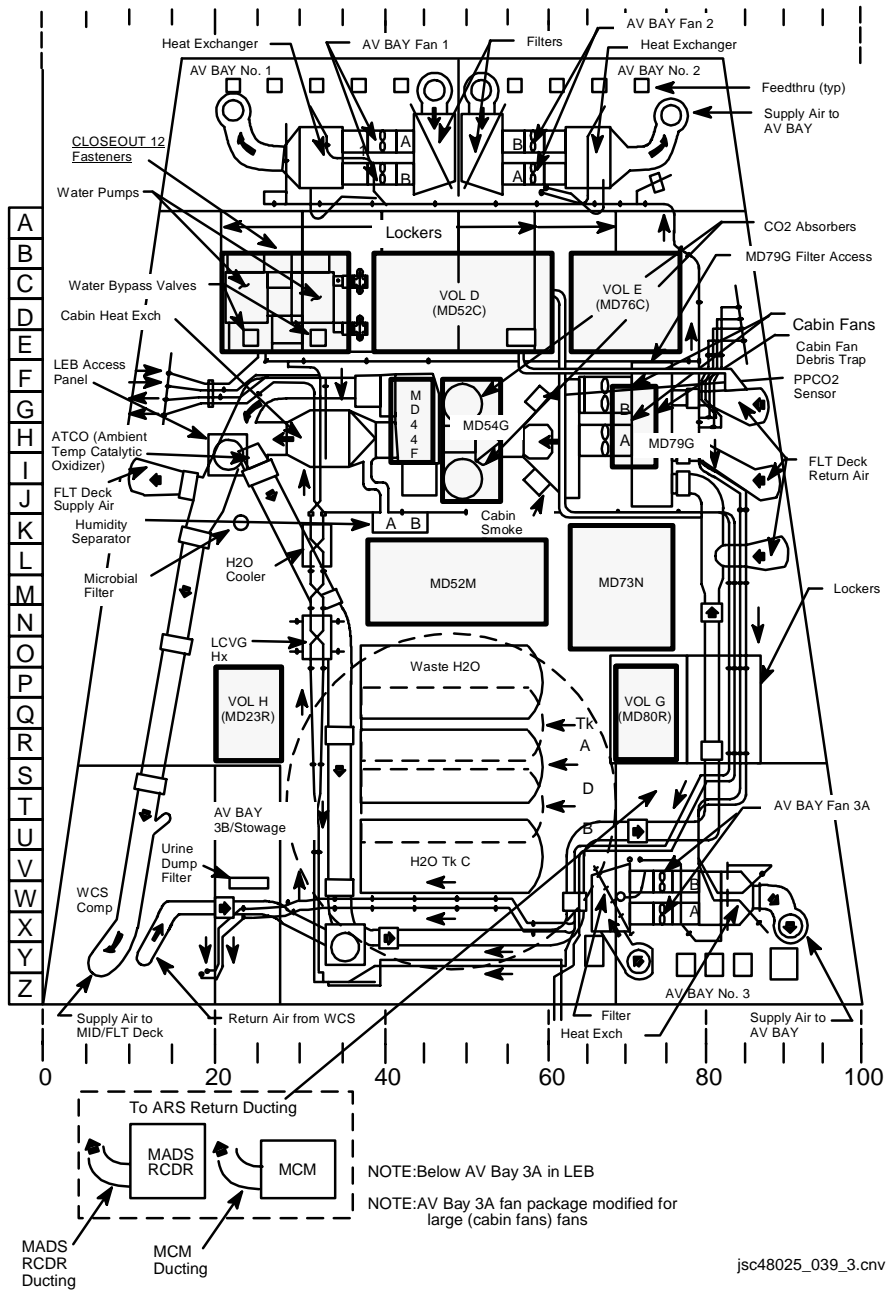 Heat Exchanger
AV BAY Fan 1
Filters
AV BAY Fan 2
Heat Exchanger
AV BAY No. 1
AV BAY No. 2
Feedthru (typ)
Supply Air to
AV BAY
CLOSEOUT 12
Fasteners
A
B
B
A
Water Pumps
Lockers
CO2 Absorbers
MD79G Filter Access
Water Bypass Valves
VOL D
(MD52C)
VOL E
(MD76C)
Cabin Heat Exch
Cabin Fans
Cabin Fan
Debris Trap
LEB Access
Panel
PPCO2
Sensor
MD44F
MD54G
B
A
MD79G
ATCO (Ambient
Temp Catalytic
Oxidizer)
FLT Deck
Return Air
FLT Deck
Supply Air
Humidity
Separator
A B
Cabin
Smoke
H2O
Cooler
Microbial
Filter
MD52M
MD73N
Lockers
LCVG
Hx
Waste H2O
VOL H
(MD23R)
VOL G
(MD80R)
Tk
A
D
B
AV BAY
3B/Stowage
AV BAY Fan 3A
Urine
Dump
Filter
H2O Tk C
WCS
Comp
B
A
AV BAY No. 3
Supply Air to
MID/FLT Deck
Return Air from WCS
Filter
Heat Exch
Supply Air to
AV BAY
A
B
C
D
E
F
G
H
I
J
K
L
M
N
O
P
Q
R
S
T
U
V
W
X
Y
Z
0 20 40 60 80 100
To ARS Return Ducting
MADS
RCDR
MCM
NOTE:Below AV Bay 3A in LEB
NOTE:AV Bay 3A fan package modified for
large (cabin fans) fans
MADS
RCDR
Ducting
MCM
Ducting
jsc48025_039_3.cnv